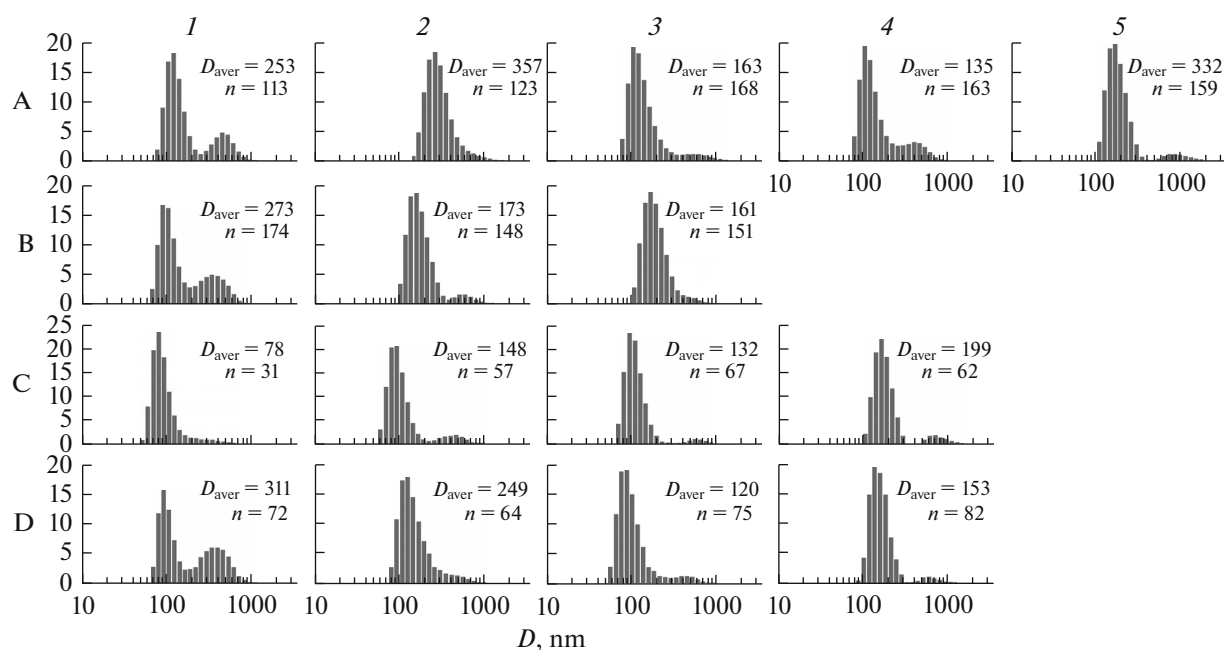 1 2 3 4 5
20
15
10
5
0
A
D_aver = 253
n = 113
D_aver = 357
n = 123
D_aver = 163
n = 168
D_aver = 135
n = 163
D_aver = 332
n = 159
10 100 1000 10 100 1000
20
15
10
5
0
B
D_aver = 273
n = 174
D_aver = 173
n = 148
D_aver = 161
n = 151
25
20
15
10
5
0
C
D_aver = 78
n = 31
D_aver = 148
n = 57
D_aver = 132
n = 67
D_aver = 199
n = 62
20
15
10
5
0
D
D_aver = 311
n = 72
D_aver = 249
n = 64
D_aver = 120
n = 75
D_aver = 153
n = 82
10 100 1000 10 100 1000 10 100 1000 10 100 1000
D, nm